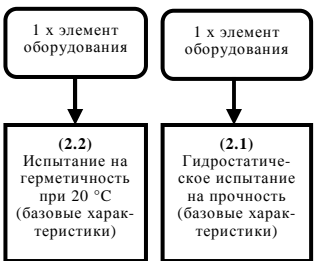 1 x элемент
оборудования
1 x элемент
оборудования
(2.2)
Испытание на
герметичность
при 20 °C
(базовые харак-
теристики)
(2.1)
Гидростатиче-
ское испытание
на прочность
(базовые харак-
теристики)